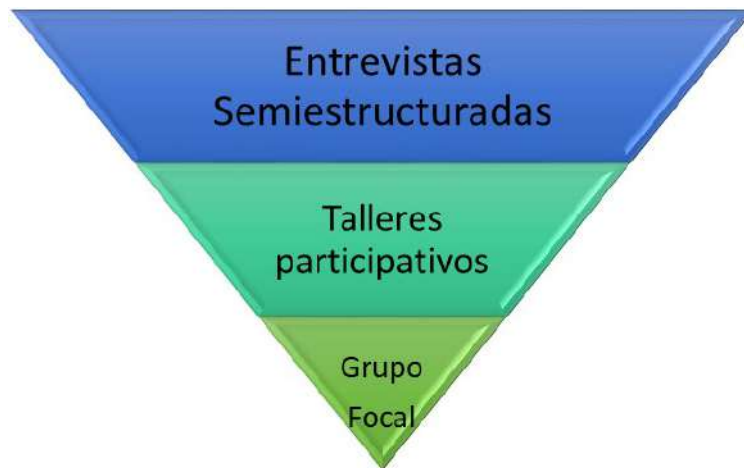 Entrevistas
Semiestructuradas
Talleres
participativos
Grupo
Focal